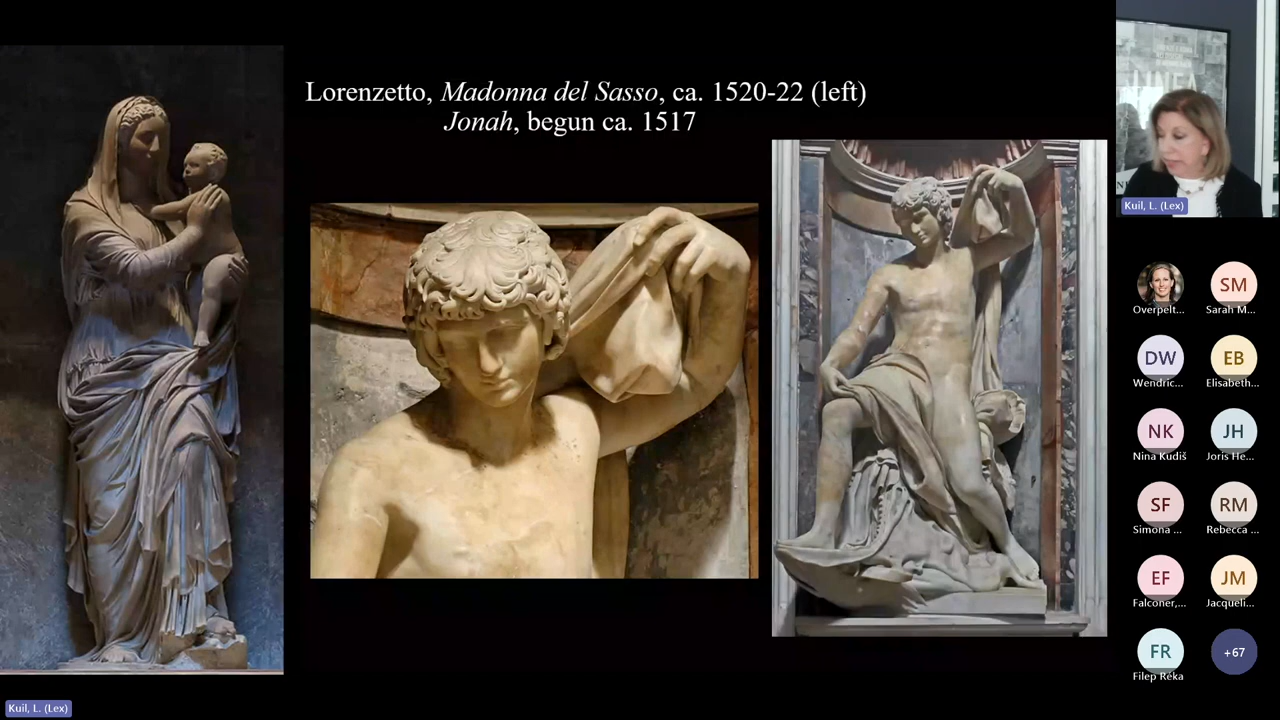 Lorenzetto, Madonna del Sasso, ca. 1520-22 (left)
Jonah, begun ca. 1517
Kuil, L. (Lex)
Overpelt...
SM
Sarah M...
DW
Wendric...
EB
Elisabeth...
NK
Nina Kudiš
JH
Joris He...
SF
Simona ...
RM
Rebecca ...
EF
Falconer,...
JM
Jacqueli...
FR
Filep Réka
+67
Kuil, L. (Lex)